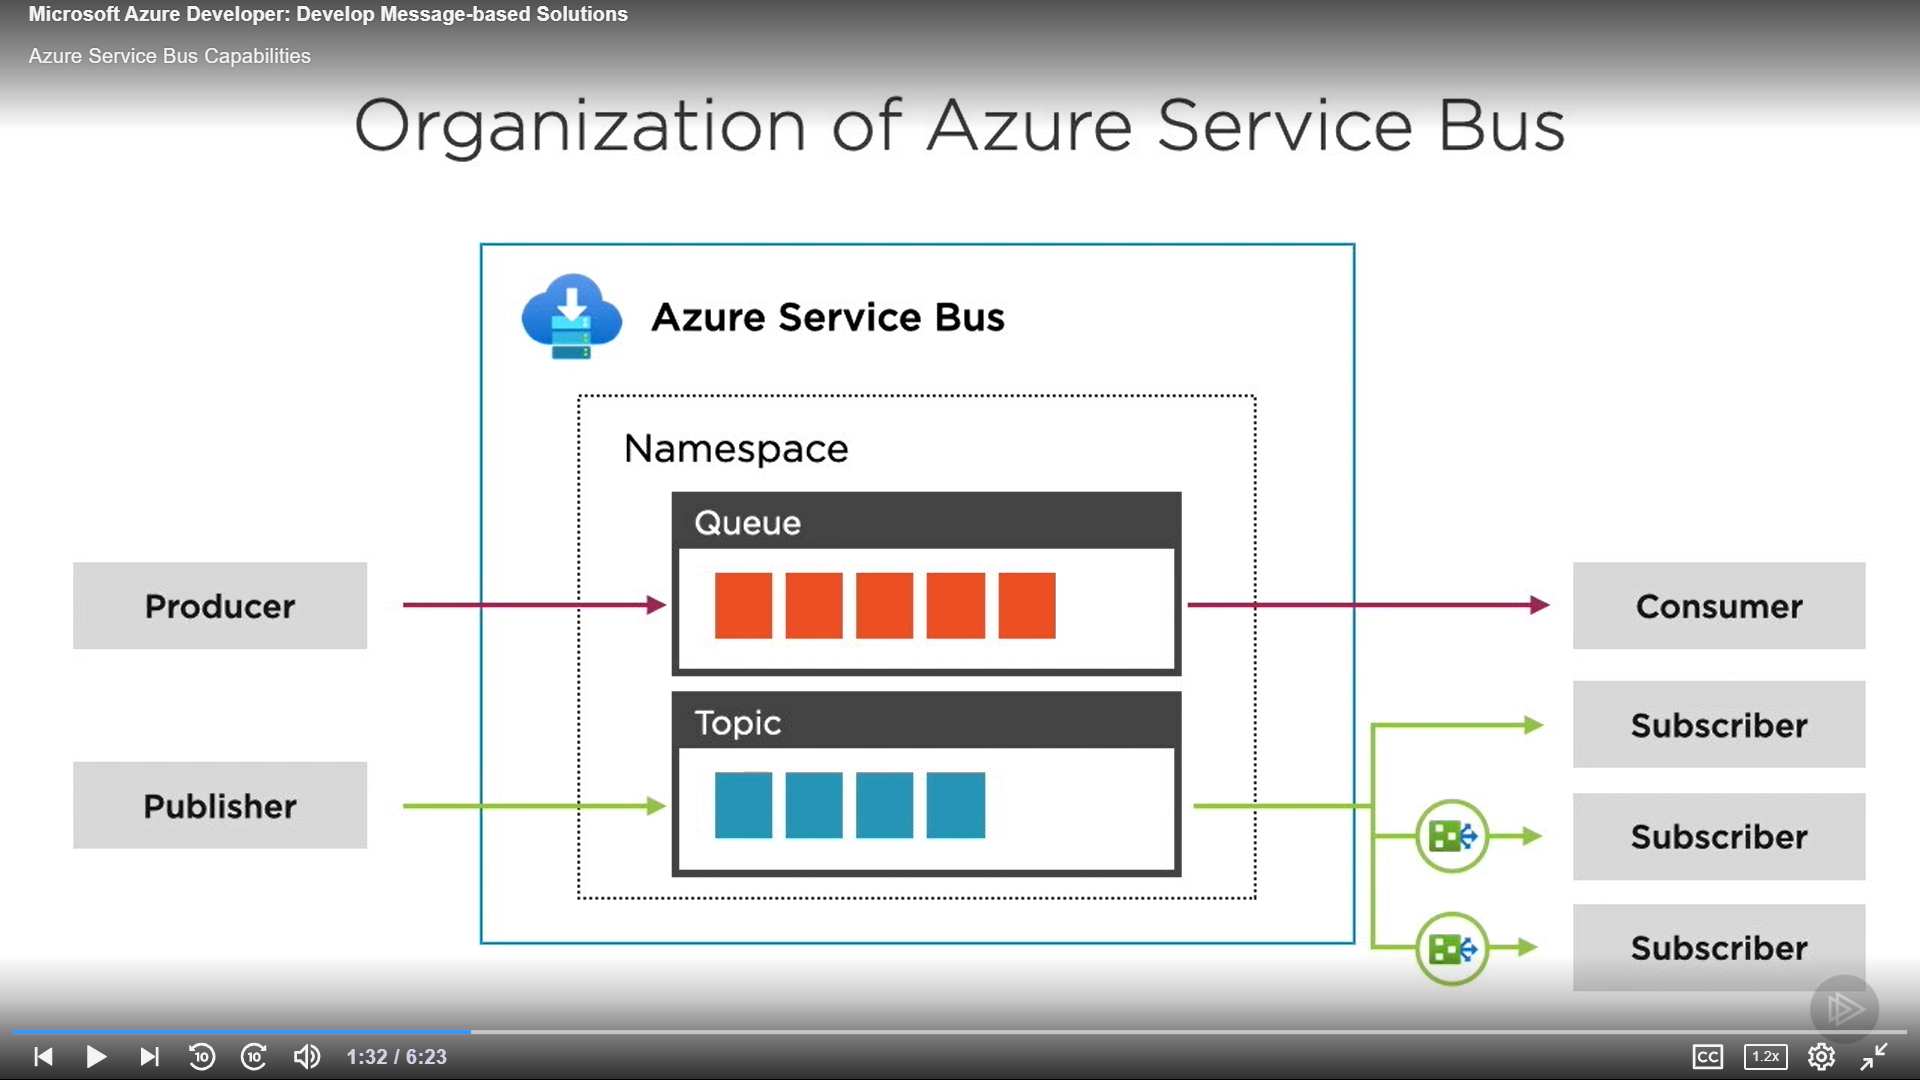 Microsoft Azure Developer: Develop Message-based Solutions
Azure Service Bus Capabilities
Organization of Azure Service Bus
Azure Service Bus
Namespace
Queue
Producer
Consumer
Topic
Subscriber
Publisher
Subscriber
Subscriber
10
10
1:32 / 6:23
CC
1.2x